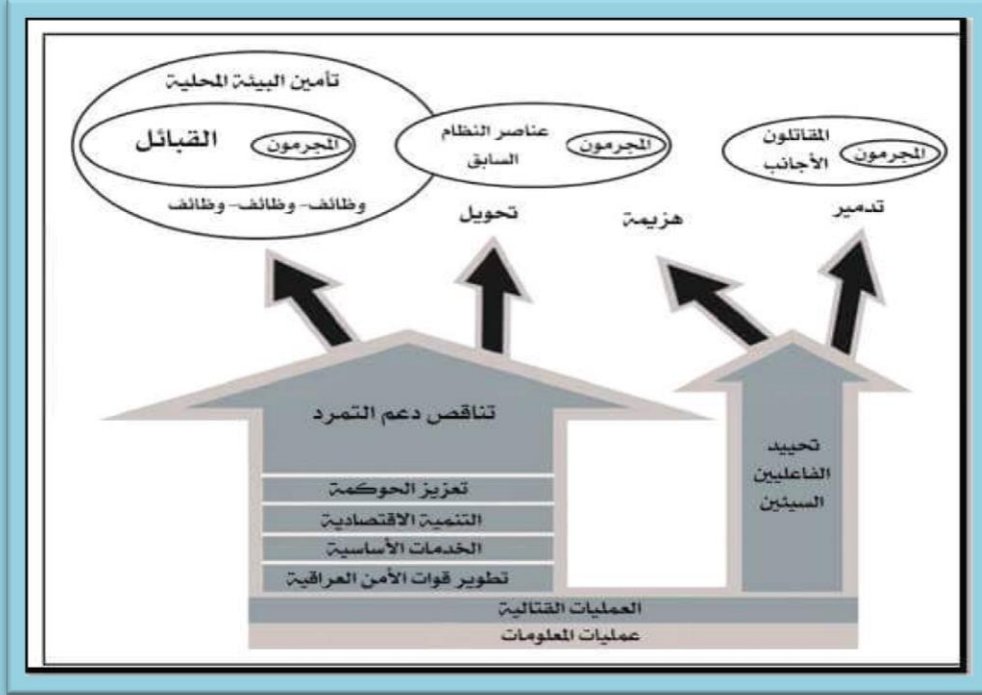 تأمين البيئة المحلية
القبائل
المجرمون
وظائف- وظائف- وظائف
عناصر النظام
السابق
المجرمون
المقاتلون
الأجانب
المجرمون
تحويل
هزيمة
تدمير
تناقص دعم التمرد
تعزيز الحوكمة
التنمية الاقتصادية
الخدمات الأساسية
تطوير قوات الأمن العراقية
تحييد
الفاعليين
السيئين
العمليات القتالية
عمليات المعلومات